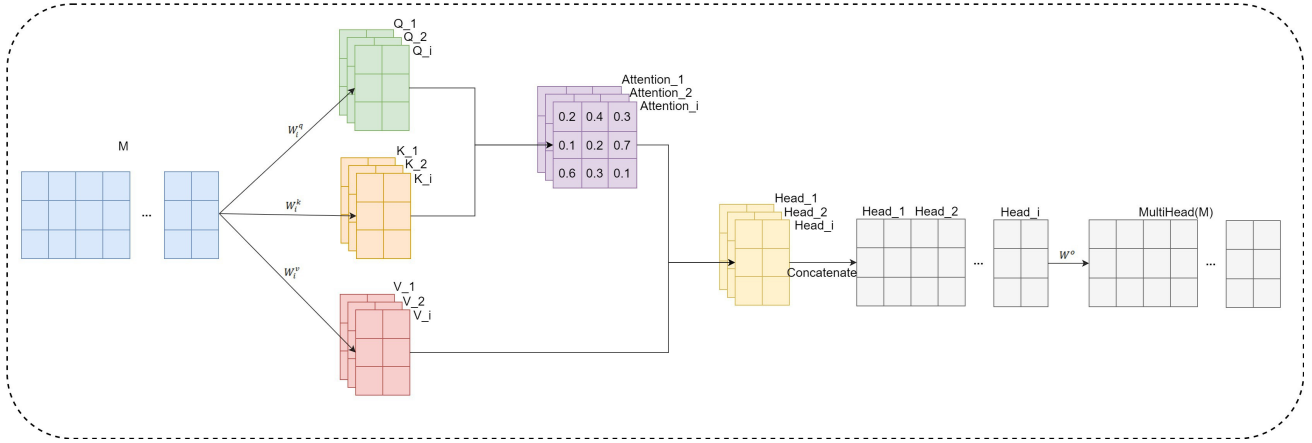 M
...
W_i^q
W_i^k
W_i^v
Q_1
Q_2
Q_i
K_1
K_2
K_i
V_1
V_2
V_i
Attention_1
Attention_2
Attention_i
0.2 0.4 0.3
0.1 0.2 0.7
0.6 0.3 0.1
Head_1
Head_2
Head_i
Concatenate
Head_1 Head_2
...
Head_i
W^o
MultiHead(M)
...